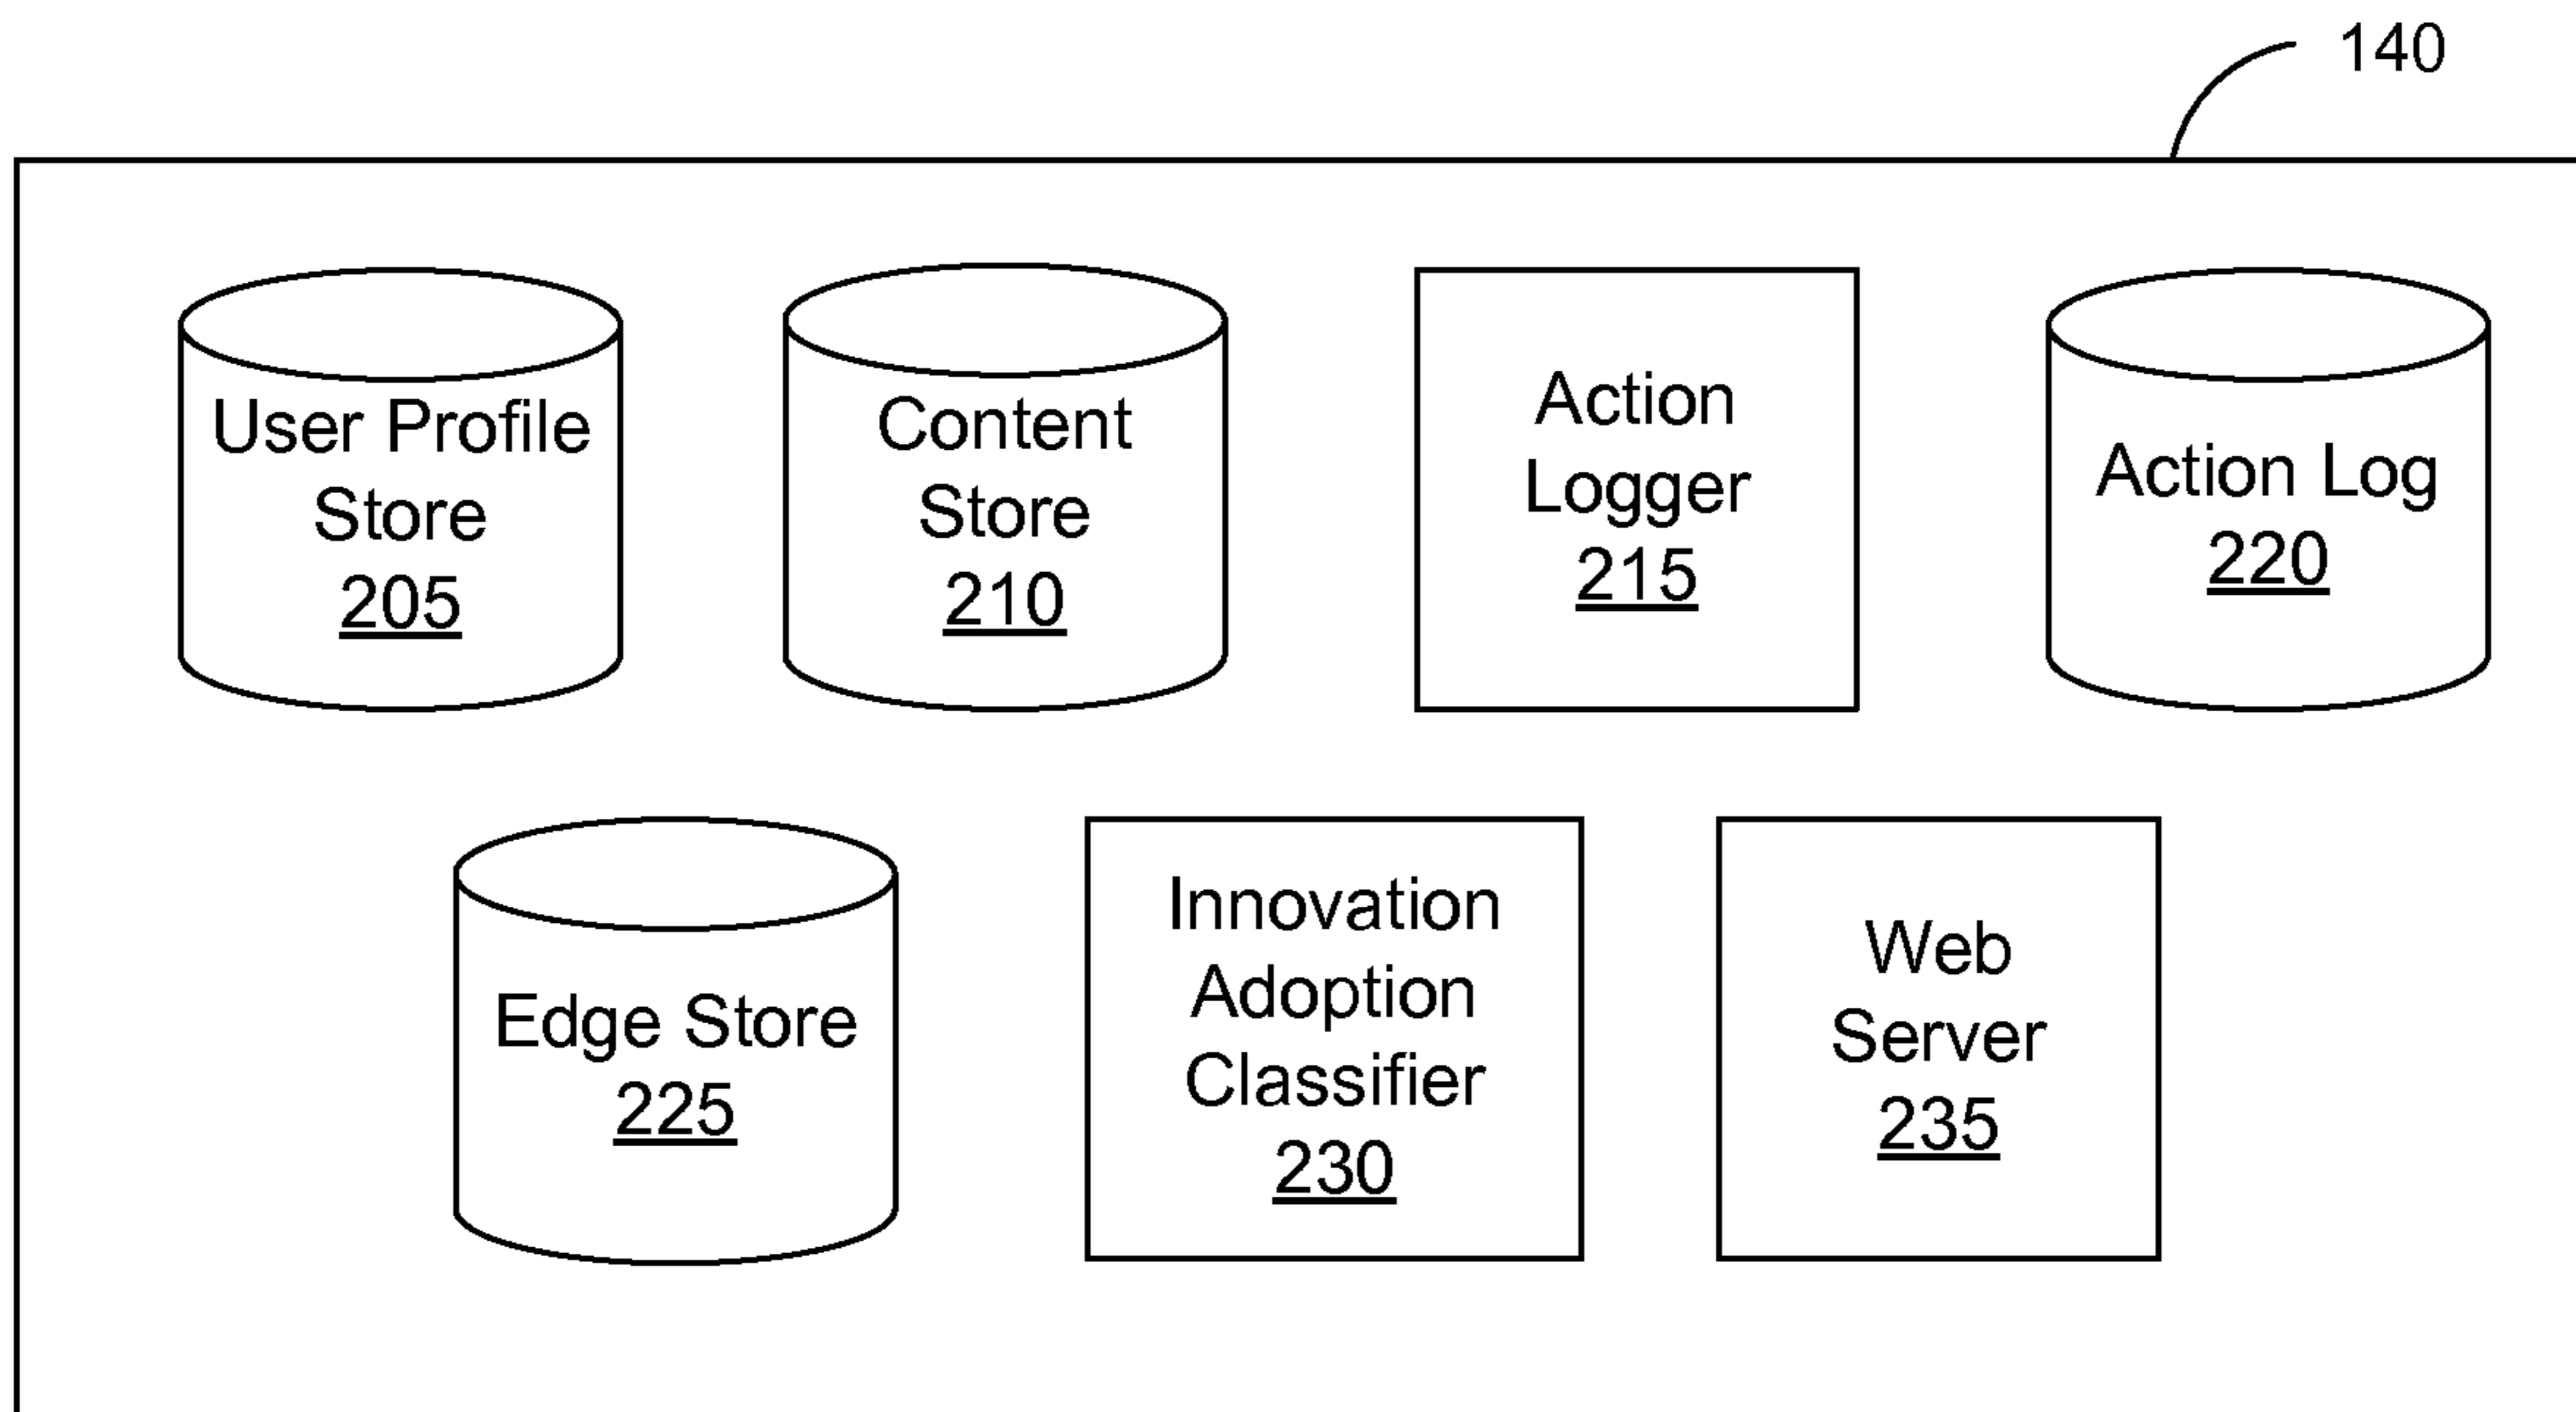 140
User Profile
Store
205
Content
Store
210
Action
Logger
215
Action Log
220
Edge Store
225
Innovation
Adoption
Classifier
230
Web
Server
235